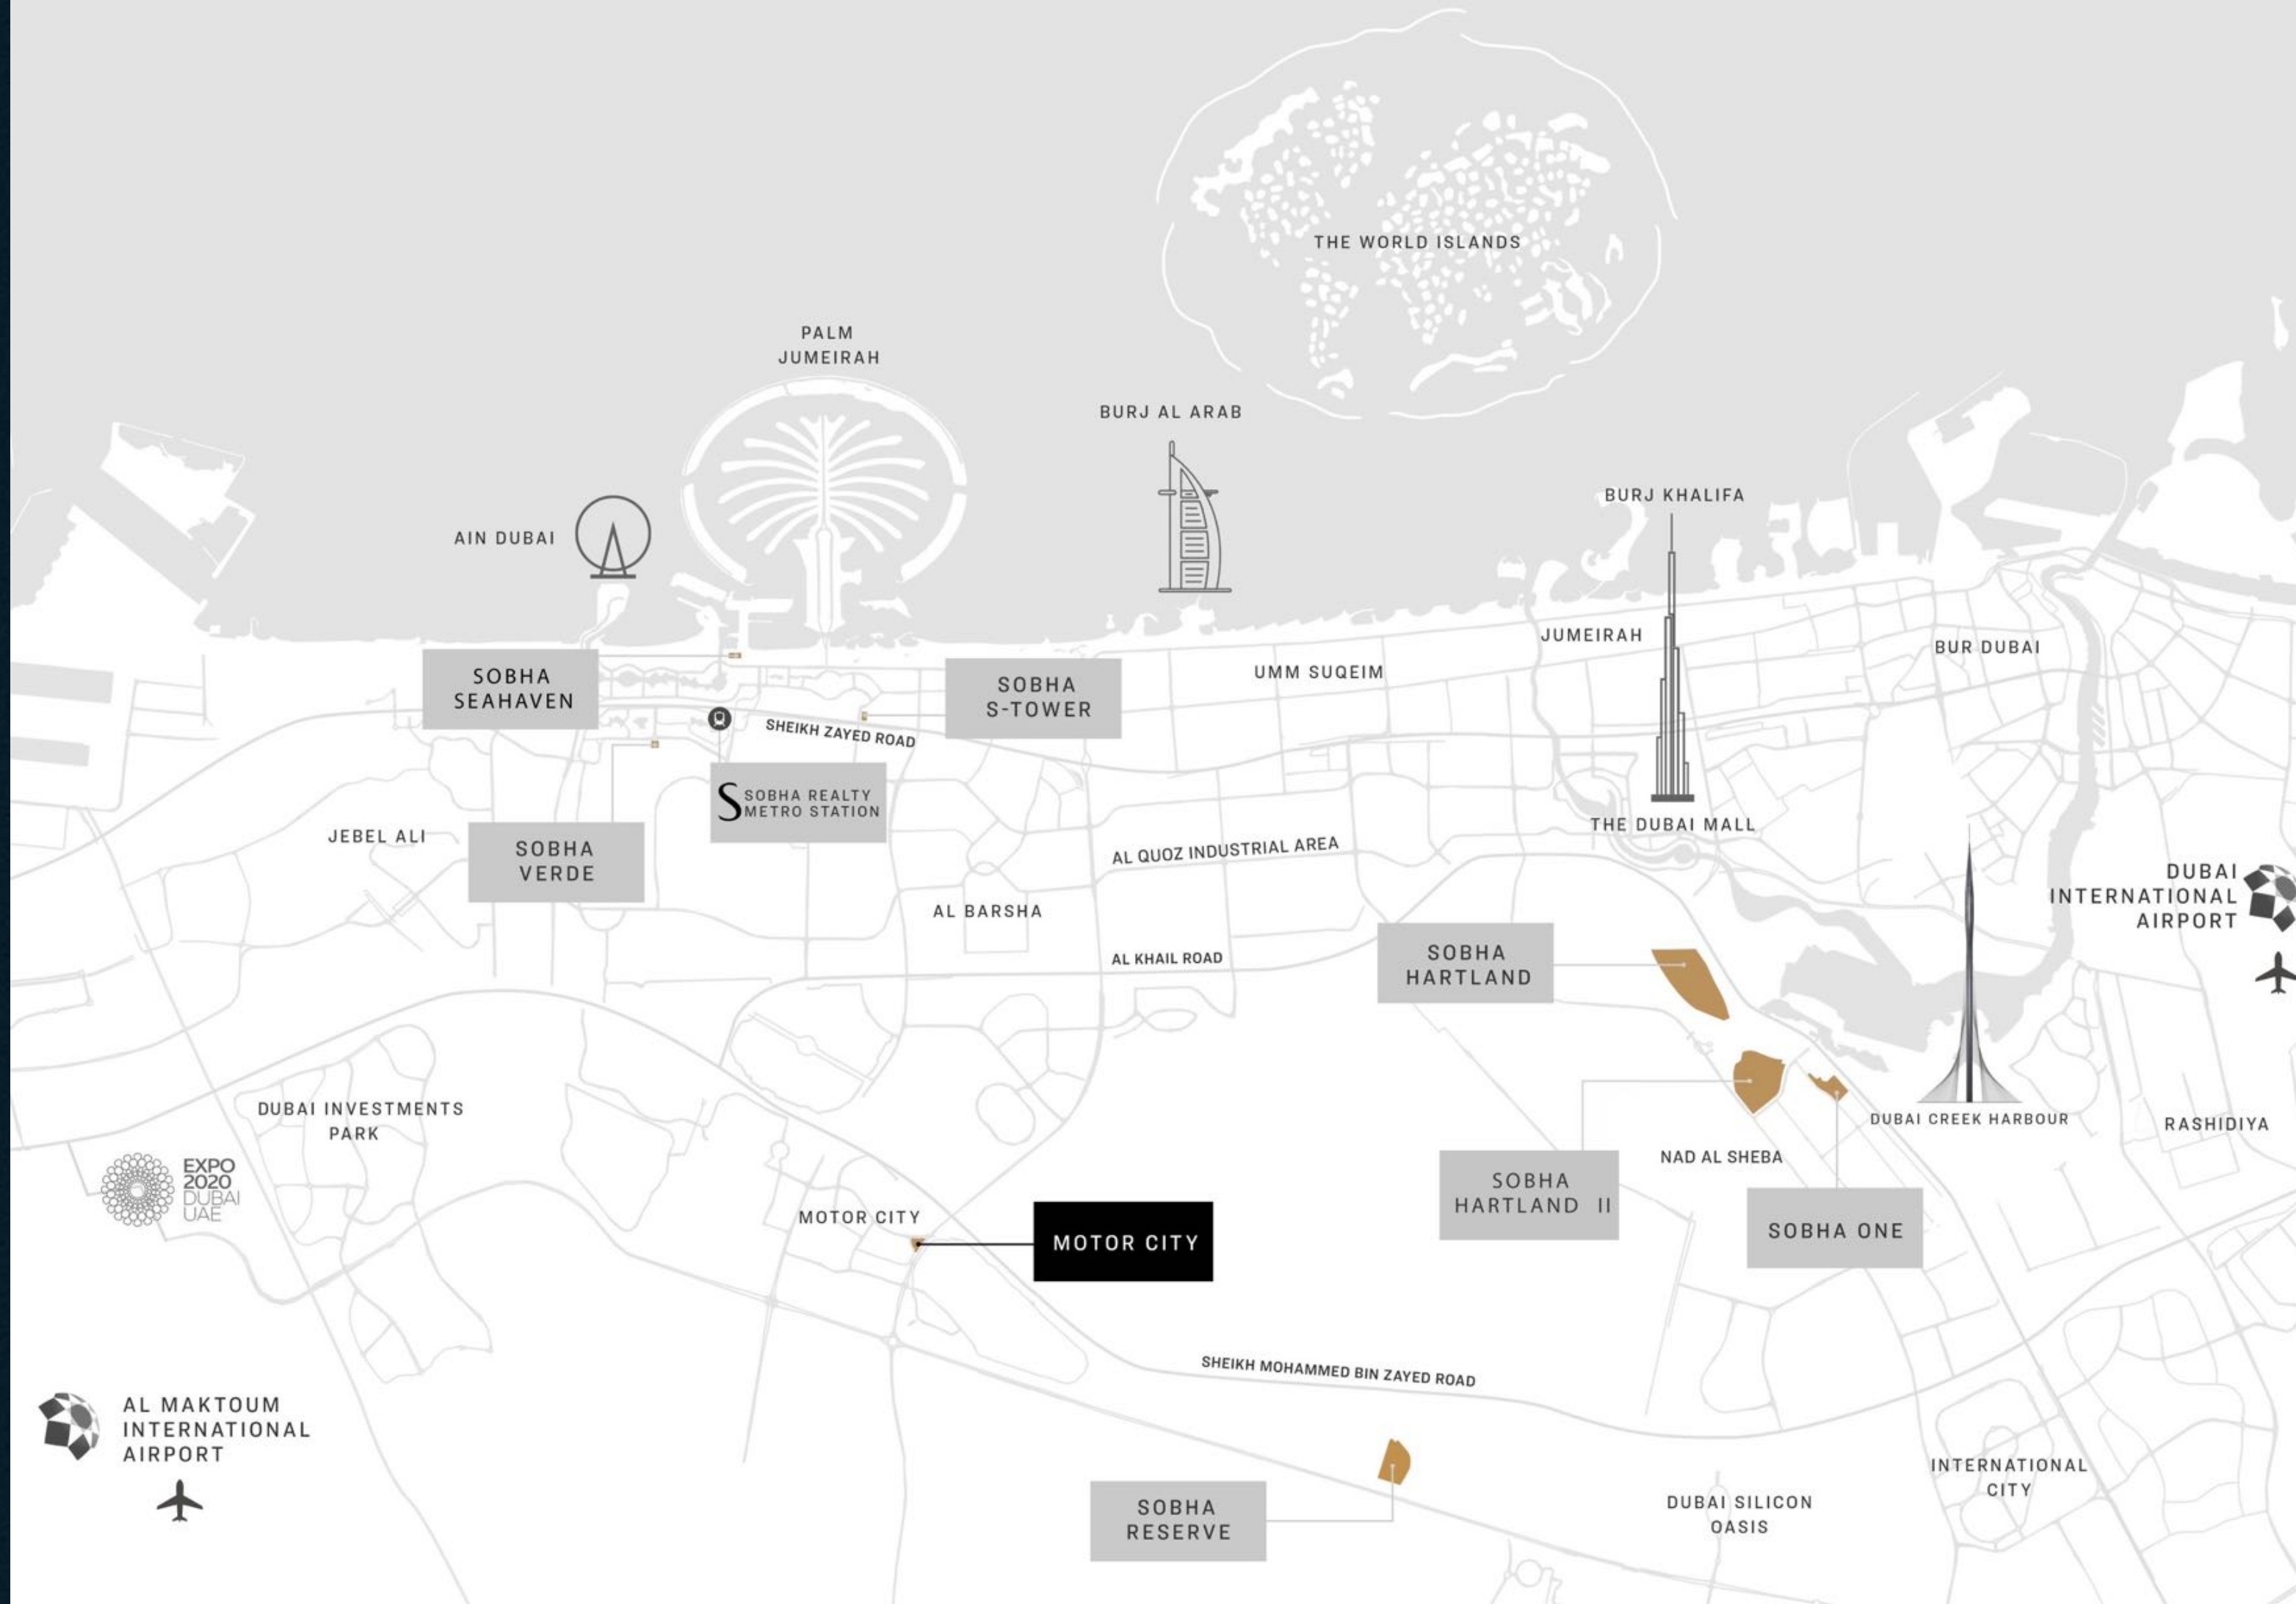 THE WORLD ISLANDS
PALM
JUMEIRAH
BURJ AL ARAB
BURJ KHALIFA
AIN DUBAI
JUMEIRAH
BUR DUBAI
UMM SUQEIM
SOBHA
SEAHAVEN
SOBHA
S-TOWER
SHEIKH ZAYED ROAD
S SOBHA REALTY
METRO STATION
JEBEL ALI
SOBHA
VERDE
THE DUBAI MALL
AL QUOZ INDUSTRIAL AREA
DUBAI
INTERNATIONAL
AIRPORT
AL BARSHA
AL KHAIL ROAD
SOBHA
HARTLAND
DUBAI INVESTMENTS
PARK
DUBAI CREEK HARBOUR
RASHIDIYA
EXPO
2020
DUBAI
UAE
NAD AL SHEBA
SOBHA
HARTLAND II
SOBHA ONE
MOTOR CITY
MOTOR CITY
SHEIKH MOHAMMED BIN ZAYED ROAD
AL MAKTOUM
INTERNATIONAL
AIRPORT
SOBHA
RESERVE
DUBAI SILICON
OASIS
INTERNATIONAL
CITY